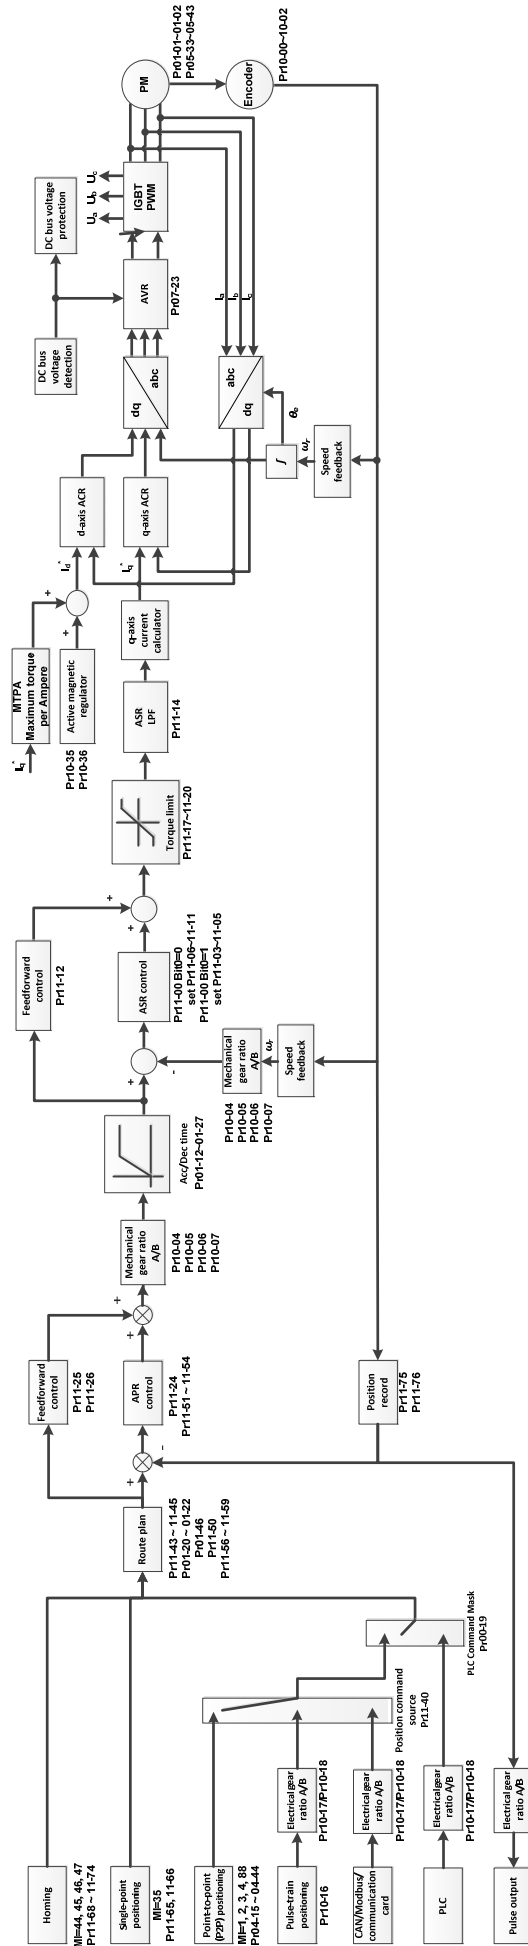 Homing
MI=44, 45, 46, 47
Pr11-68 ~ 11-74
Single-point
positioning
MI=35
Pr11-65, 11-66
Point-to-point
(P2P) positioning
MI=1, 2, 3, 4, 88
Pr04-15 ~ 04-44
Pulse-train
positioning
Pr10-16
CAN/Modbus/
communication
card
PLC
Pulse output
Electrical gear
ratio A/B
Pr10-17/Pr10-18
Electrical gear
ratio A/B
Pr10-17/Pr10-18
Electrical gear
ratio A/B
Pr10-17/Pr10-18
Electrical gear
ratio A/B
Position command
source
Pr11-40
PLC Command Mask
Pr00-19
Route plan
Pr11-43 ~ 11-45
Pr01-20 ~ 01-22
Pr01-46
Pr11-50
Pr11-56 ~ 11-59
+
-
Feedforward
control
Pr11-25
Pr11-26
APR
control
Pr11-24
Pr11-51 ~ 11-54
+
+
Position
record
Pr11-75
Pr11-76
Mechanical
gear ratio
A/B
Pr10-04
Pr10-05
Pr10-06
Pr10-07
Acc/Dec time
Pr01-12~01-27
+
-
Mechanical
gear ratio
A/B
Pr10-04
Pr10-05
Pr10-06
Pr10-07
ωr
Speed
feedback
Feedforward
control
Pr11-12
ASR control
Pr11-00 Bit0=0
set Pr11-06~11-11
Pr11-00 Bit0=1
set Pr11-03~11-05
+
+
Torque limit
Pr11-17~11-20
ASR
LPF
Pr11-14
q-axis
current
calculator
Iq*
MTPA
Maximum torque
per Ampere
Active magnetic
regulator
Pr10-35
Pr10-36
+
+
Id*
Iq*
d-axis ACR
q-axis ACR
∫
ωr
Speed
feedback
θe
dq
abc
abc
dq
Ia
Ib
Ic
DC bus
voltage
detection
DC bus voltage
protection
AVR
Pr07-23
IGBT
PWM
Ua
Ub
Uc
PM
Pr01-01~01-02
Pr05-33~05-43
Encoder
Pr10-00~10-02